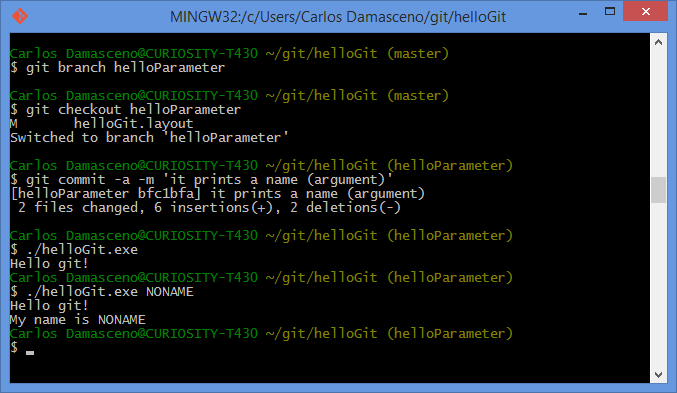 MINGW32:/c/Users/Carlos Damasceno/git/helloGit
Carlos Damasceno@CURIOSITY-T430 ~/git/helloGit (master)
$ git branch helloParameter
Carlos Damasceno@CURIOSITY-T430 ~/git/helloGit (master)
$ git checkout helloParameter
M       helloGit.layout
Switched to branch 'helloParameter'
Carlos Damasceno@CURIOSITY-T430 ~/git/helloGit (helloParameter)
$ git commit -a -m 'it prints a name (argument)'
[helloParameter bfc1bfa] it prints a name (argument)
 2 files changed, 6 insertions(+), 2 deletions(-)
Carlos Damasceno@CURIOSITY-T430 ~/git/helloGit (helloParameter)
$ ./helloGit.exe
Hello git!
Carlos Damasceno@CURIOSITY-T430 ~/git/helloGit (helloParameter)
$ ./helloGit.exe NONAME
Hello git!
My name is NONAME
Carlos Damasceno@CURIOSITY-T430 ~/git/helloGit (helloParameter)
$